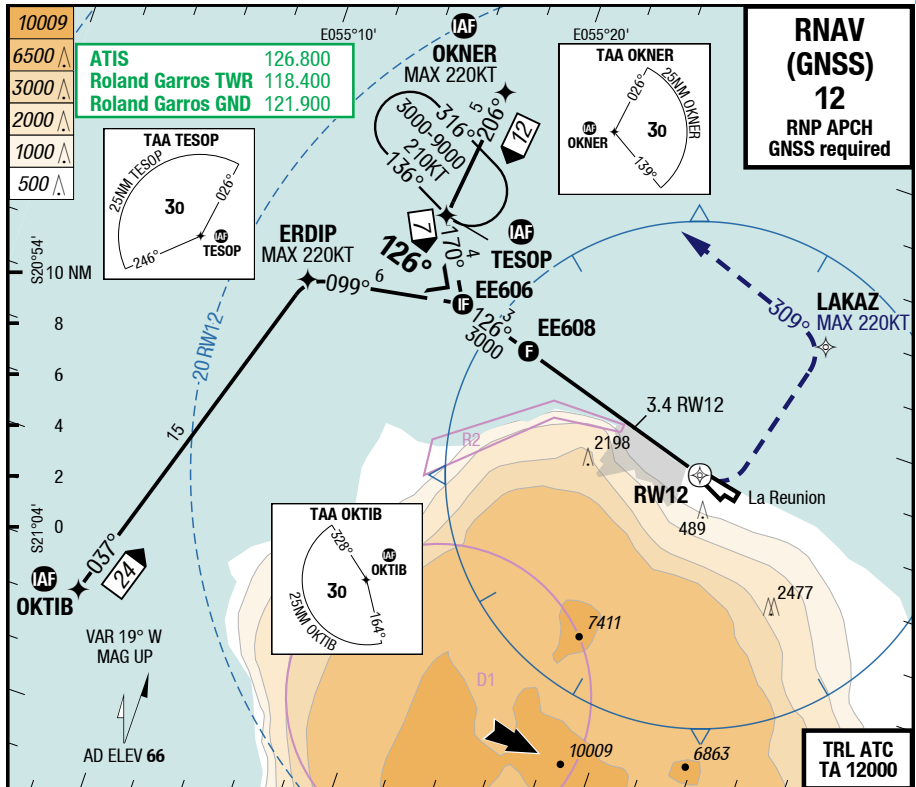 10009
6500
3000
2000
1000
500
ATIS 126.800
Roland Garros TWR 118.400
Roland Garros GND 121.900
E055°10'
E055°20'
RNAV
(GNSS)
12
RNP APCH
GNSS required
IAF
OKNER
MAX 220KT
5
206°
12
316°
3000-9000
210KT
136°
TAA OKNER
25NM OKNER
026°
IAF
OKNER
30
139°
TAA TESOP
25NM TESOP
026°
30
IAF
TESOP
246°
S20°54'
10 NM
8
6
4
2
0
S21°04'
ERDIP
MAX 220KT
099° 6
7
126°
170° 4
IAF
TESOP
IF
EE606
3
126°
3000
EE608
F
LAKAZ
MAX 220KT
309°
20 RW12
15
3.4 RW12
R2
2198
RW12
La Reunion
489
2477
TAA OKTIB
328°
IAF
OKTIB
30
25NM OKTIB
164°
IAF
OKTIB
037°
24
VAR 19° W
MAG UP
AD ELEV 66
7411
D1
10009
6863
TRL ATC
TA 12000